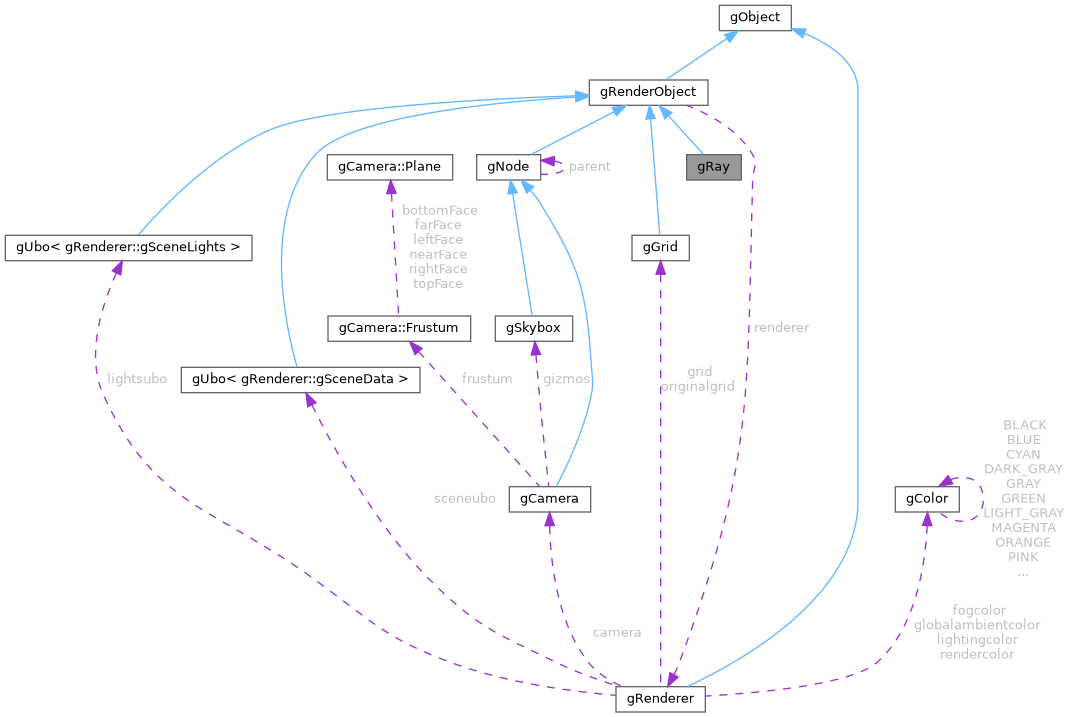 gObject
gRenderObject
gCamera::Plane
gNode
parent
gRay
bottomFace
farFace
leftFace
nearFace
rightFace
topFace
gUbo< gRenderer::gSceneLights >
gGrid
gCamera::Frustum
gSkybox
renderer
lightsubo
gUbo< gRenderer::gSceneData >
frustum
gizmos
grid
originalgrid
BLACK
BLUE
CYAN
DARK_GRAY
GRAY
GREEN
LIGHT_GRAY
MAGENTA
ORANGE
PINK
...
sceneubo
gCamera
gColor
camera
fogcolor
globalambientcolor
lightingcolor
rendercolor
gRenderer